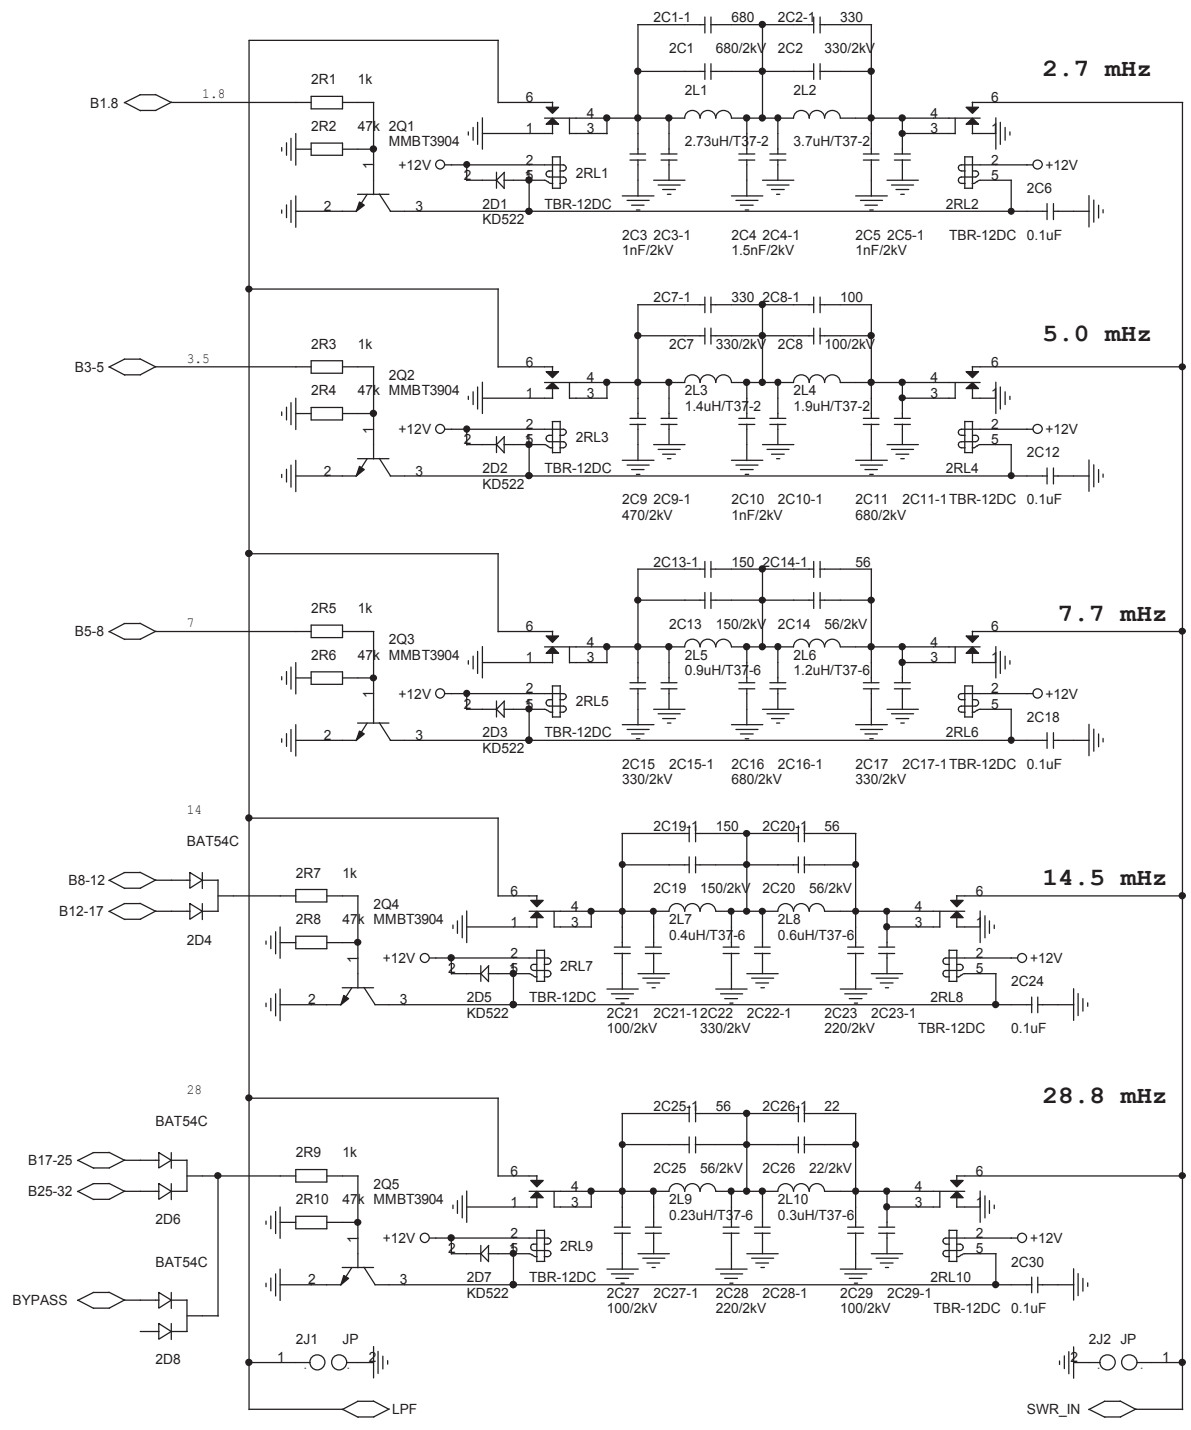 2C1-1 680 2C2-1 330
2C1 680/2kV 2C2 330/2kV
2.7 mHz
2R1 1k
2L1 2L2
B1.8 1.8 6 6
2R2 47k 2Q1 1 4 3 4 3 1
MMBT3904 2.73uH/T37-2 3.7uH/T37-2
1 +12V 2 2 5 2RL1 2 5 +12V
2C6
2 3 2D1 TBR-12DC 2RL2
KD522
2C3 2C3-1 2C4 2C4-1 2C5 2C5-1 TBR-12DC 0.1uF
1nF/2kV 1.5nF/2kV 1nF/2kV
2C7-1 330 2C8-1 100
5.0 mHz
2R3 1k 2C7 330/2kV 2C8 100/2kV
B3-5 3.5 6 6
2R4 47k 2Q2 1 4 3 2L3 2L4 4 3 1
MMBT3904 1.4uH/T37-2 1.9uH/T37-2
1 +12V 2 2 5 2RL3 2 5 +12V
2C12
2 3 2D2 TBR-12DC 2RL4
KD522
2C9 2C9-1 2C10 2C10-1 2C11 2C11-1 TBR-12DC 0.1uF
470/2kV 1nF/2kV 680/2kV
2C13-1 150 2C14-1 56
7.7 mHz
2R5 1k 2C13 150/2kV 2C14 56/2kV
B5-8 7 6 6
2R6 47k 2Q3 1 4 3 2L5 2L6 4 3 1
MMBT3904 0.9uH/T37-6 1.2uH/T37-6
1 +12V 2 2 5 2RL5 2 5 +12V
2C18
2 3 2D3 TBR-12DC 2RL6
KD522
2C15 2C15-1 2C16 2C16-1 2C17 2C17-1 TBR-12DC 0.1uF
330/2kV 680/2kV 330/2kV
14
BAT54C
2C19-1 150 2C20-1 56
14.5 mHz
B8-12 2R7 1k 2C19 150/2kV 2C20 56/2kV
6 6
B12-17 2R8 47k 2Q4 1 4 3 2L7 2L8 4 3 1
MMBT3904 0.4uH/T37-6 0.6uH/T37-6
2D4
1 +12V 2 2 5 2RL7 2 5 +12V
2C24
2 3 2D5 TBR-12DC 2RL8
KD522
2C21 2C21-1 2C22 2C22-1 2C23 2C23-1
100/2kV 330/2kV 220/2kV TBR-12DC 0.1uF
28
BAT54C
2C25-1 56 2C26-1 22
28.8 mHz
B17-25 2R9 1k 2C25 56/2kV 2C26 22/2kV
6 6
B25-32 2R10 47k 2Q5 1 4 3 2L9 2L10 4 3 1
MMBT3904 0.23uH/T37-6 0.3uH/T37-6
2D6
1 +12V 2 2 5 2RL9 2 5 +12V
BAT54C
2C30
2 3 2D7 TBR-12DC 2RL10
KD522
2C27 2C27-1 2C28 2C28-1 2C29 2C29-1
100/2kV 220/2kV 100/2kV TBR-12DC 0.1uF
BYPASS
2D8
2J1 JP 2J2 JP
1 2 2 1
LPF SWR_IN